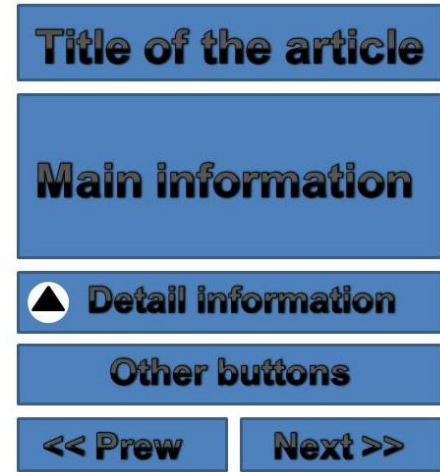 Title of the article
Main information
Detail information
Other buttons
<< Prew
Next >>